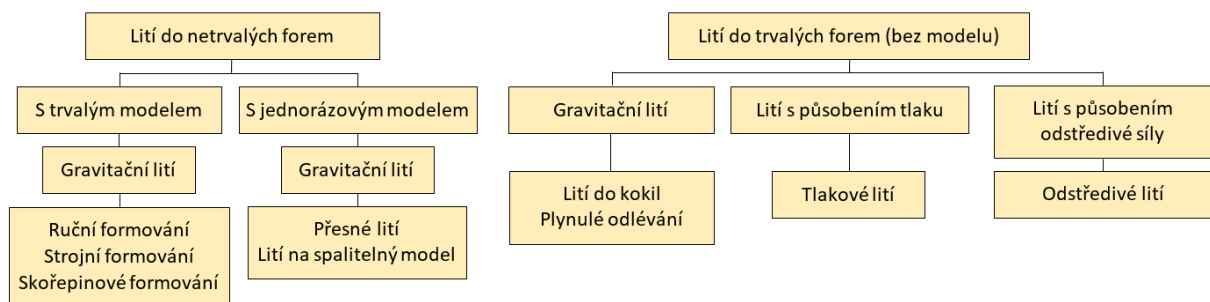 Lití do netrvalých forem
S trvalým modelem
S jednorázovým modelem
Gravitační lití
Gravitační lití
Ruční formování
Strojní formování
Skořepinové formování
Přesné lití
Lití na spalitelný model
Lití do trvalých forem (bez modelu)
Gravitační lití
Lití s působením tlaku
Lití s působením
odstředivé síly
Lití do kokil
Plynulé odlévání
Tlakové lití
Odstředivé lití